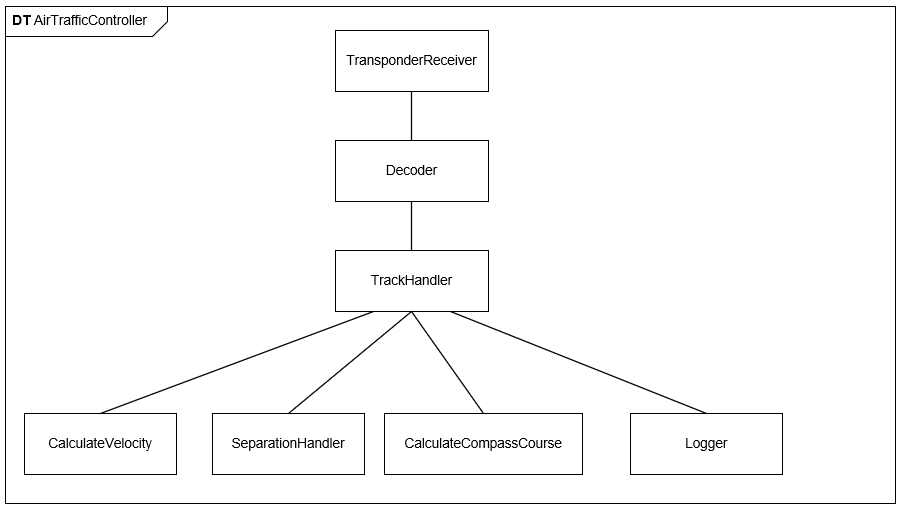 DT AirTrafficController
TransponderReceiver
Decoder
TrackHandler
CalculateVelocity
SeparationHandler
CalculateCompassCourse
Logger